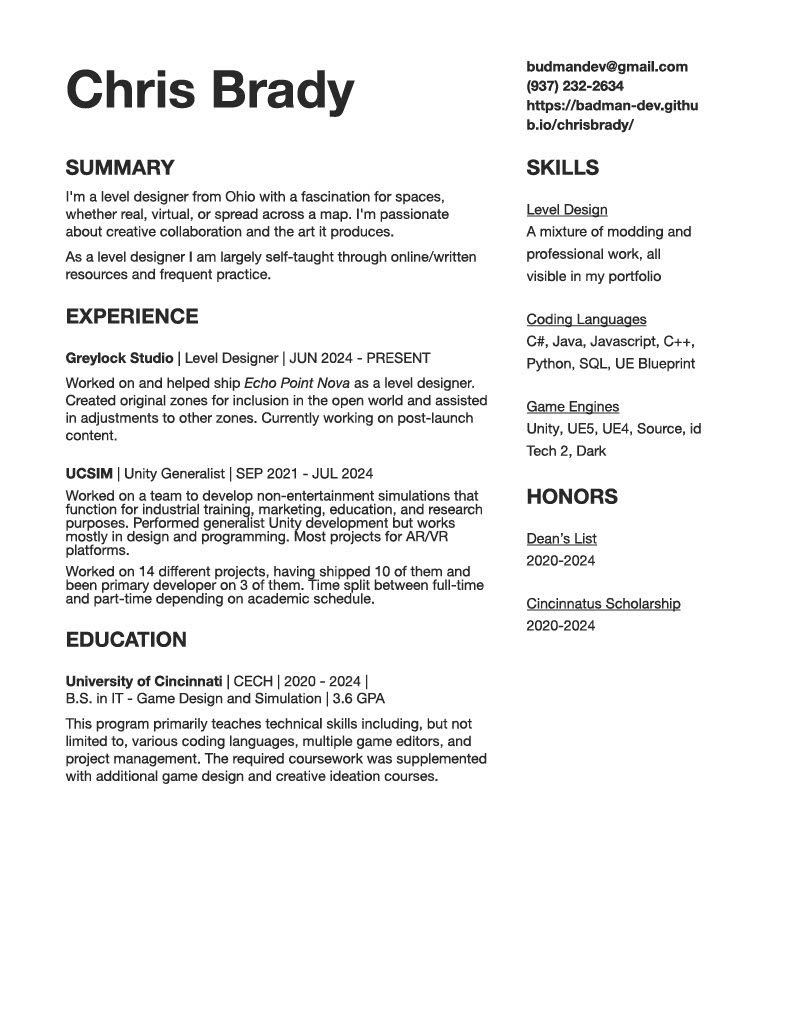 Chris Brady
budmandev@gmail.com
(937) 232-2634
https://badman-dev.githu
b.io/chrisbrady/
SUMMARY
I'm a level designer from Ohio with a fascination for spaces,
whether real, virtual, or spread across a map. I'm passionate
about creative collaboration and the art it produces.
As a level designer I am largely self-taught through online/written
resources and frequent practice.
EXPERIENCE
Greylock Studio | Level Designer | JUN 2024 - PRESENT
Worked on and helped ship Echo Point Nova as a level designer.
Created original zones for inclusion in the open world and assisted
in adjustments to other zones. Currently working on post-launch
content.
UCSIM | Unity Generalist | SEP 2021 - JUL 2024
Worked on a team to develop non-entertainment simulations that
function for industrial training, marketing, education, and research
purposes. Performed generalist Unity development but works
mostly in design and programming. Most projects for AR/VR
platforms.
Worked on 14 different projects, having shipped 10 of them and
been primary developer on 3 of them. Time split between full-time
and part-time depending on academic schedule.
EDUCATION
University of Cincinnati | CECH | 2020 - 2024 |
B.S. in IT - Game Design and Simulation | 3.6 GPA
This program primarily teaches technical skills including, but not
limited to, various coding languages, multiple game editors, and
project management. The required coursework was supplemented
with additional game design and creative ideation courses.
SKILLS
Level Design
A mixture of modding and
professional work, all
visible in my portfolio
Coding Languages
C#, Java, Javascript, C++,
Python, SQL, UE Blueprint
Game Engines
Unity, UE5, UE4, Source, id
Tech 2, Dark
HONORS
Dean's List
2020-2024
Cincinnatus Scholarship
2020-2024